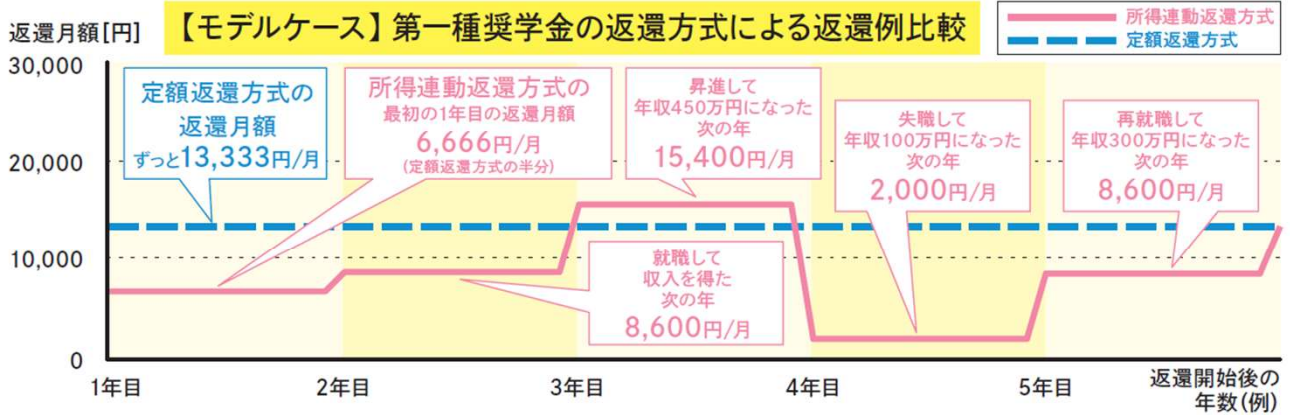 返還月額[円]
【モデルケース】第一種奨学金の返還方式による返還例比較
所得連動返還方式
定額返還方式
30,000
20,000
10,000
0
定額返還方式の
返還月額
ずっと13,333円/月
所得連動返還方式の
最初の1年目の返還月額
6,666円/月
(定額返還方式の半分)
就職して
収入を得た
次の年
8,600円/月
昇進して
年収450万円になった
次の年
15,400円/月
失職して
年収100万円になった
次の年
2,000円/月
再就職して
年収300万円になった
次の年
8,600円/月
1年目
2年目
3年目
4年目
5年目
返還開始後の
年数(例)